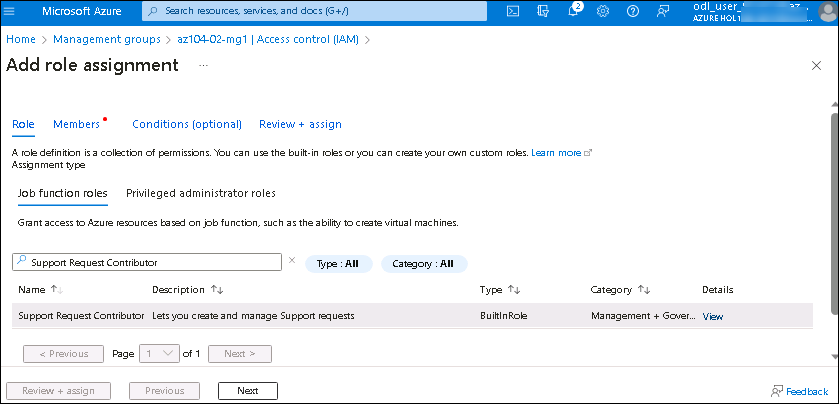 Microsoft Azure
Search resources, services, and docs (G+/)
2
odl_user_
AZURE HOL1
Home > Management groups > az104-02-mg1 | Access control (IAM) >
Add role assignment ...
Role Members Conditions (optional) Review + assign
A role definition is a collection of permissions. You can use the built-in roles or you can create your own custom roles. Learn more
Assignment type
Job function roles Privileged administrator roles
Grant access to Azure resources based on job function, such as the ability to create virtual machines.
Support Request Contributor Type : All Category : All
Name ↑↓ Description ↑↓ Type ↑↓ Category ↑↓ Details
Support Request Contributor Lets you create and manage Support requests BuiltInRole Management + Gover... View
< Previous Page 1 of 1 Next >
Review + assign Previous Next
Feedback